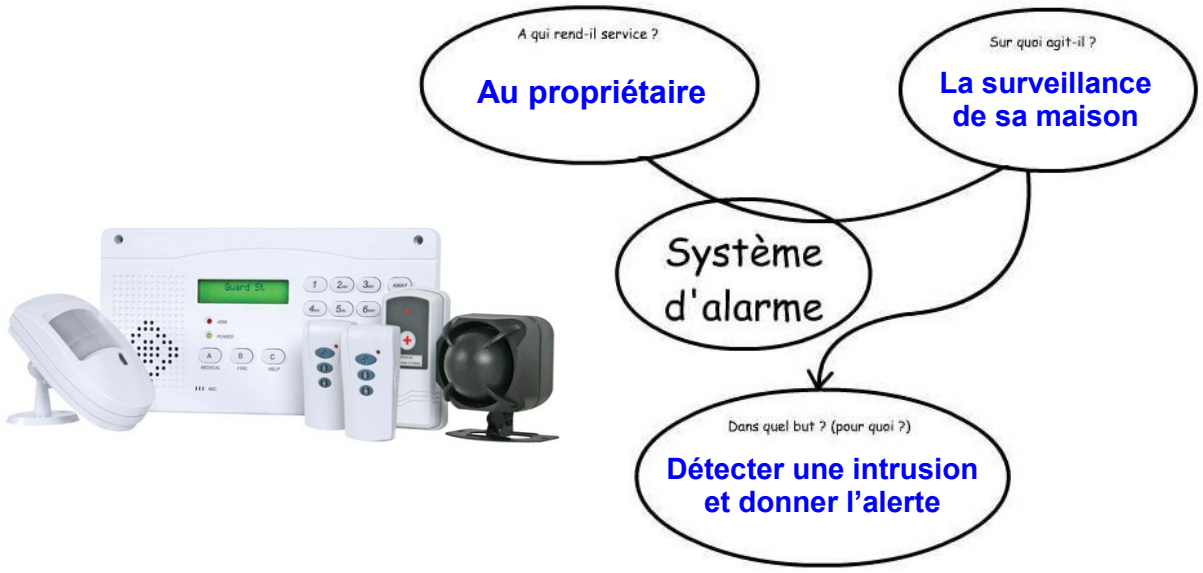 A qui rend-il service ?
Au propriétaire
Sur quoi agit-il ?
La surveillance
de sa maison
Système
d'alarme
Guard St
1 2 3 AWAY
4 5 6
ARM
POWER
A B C
MEDICAL FIRE HELP
MIC
Dans quel but ? (pour quoi ?)
Détecter une intrusion
et donner l’alerte